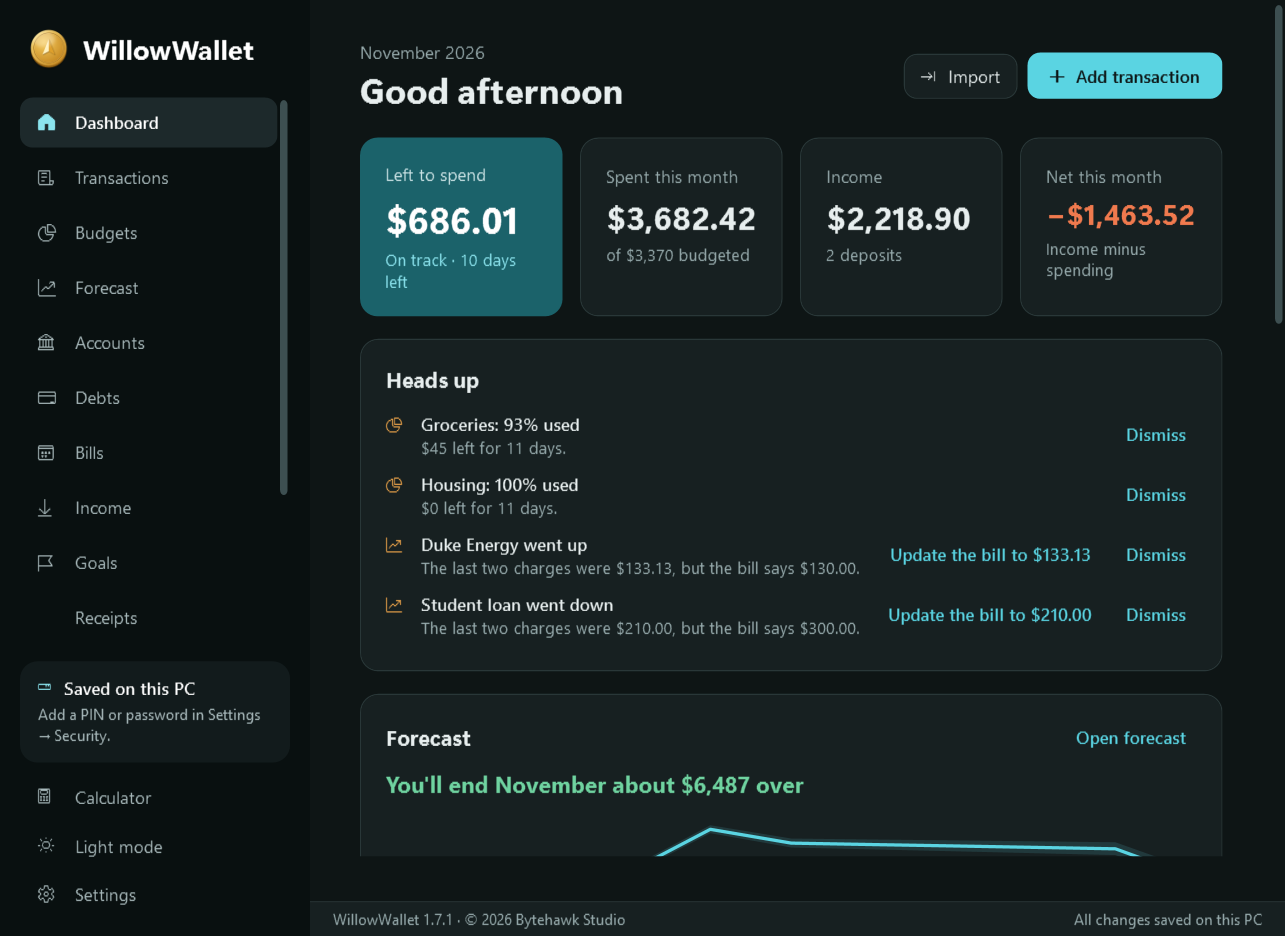 WillowWallet
Dashboard
Transactions
Budgets
Forecast
Accounts
Debts
Bills
Income
Goals
Receipts
Saved on this PC
Add a PIN or password in Settings
→ Security.
Calculator
Light mode
Settings
November 2026
Good afternoon
Import
+ Add transaction
Left to spend
$686.01
On track · 10 days
left
Spent this month
$3,682.42
of $3,370 budgeted
Income
$2,218.90
2 deposits
Net this month
−$1,463.52
Income minus
spending
Heads up
Groceries: 93% used
$45 left for 11 days.
Dismiss
Housing: 100% used
$0 left for 11 days.
Dismiss
Duke Energy went up
The last two charges were $133.13, but the bill says $130.00.
Update the bill to $133.13
Dismiss
Student loan went down
The last two charges were $210.00, but the bill says $300.00.
Update the bill to $210.00
Dismiss
Forecast
Open forecast
You'll end November about $6,487 over
WillowWallet 1.7.1 · © 2026 Bytehawk Studio
All changes saved on this PC